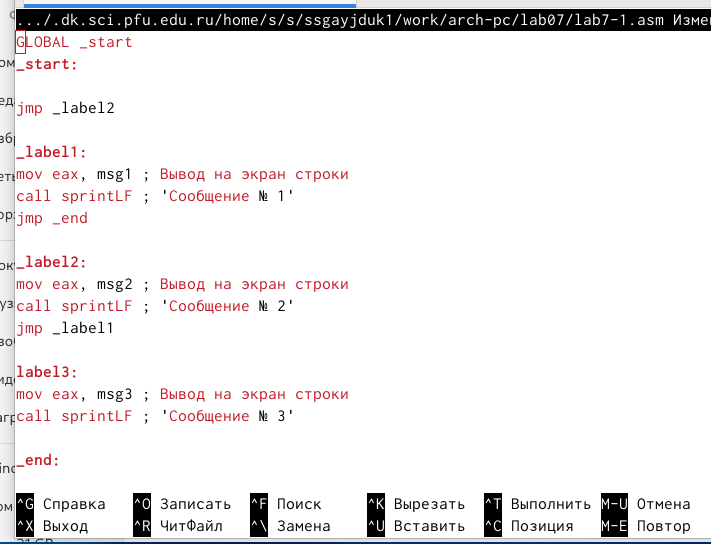 .../.dk.sci.pfu.edu.ru/home/s/s/ssgayjduk1/work/arch-pc/lab07/lab7-1.asm Изме
GLOBAL _start
_start:
jmp _label2
_label1:
mov eax, msg1 ; Вывод на экран строки
call sprintLF ; 'Сообщение № 1'
jmp _end
_label2:
mov eax, msg2 ; Вывод на экран строки
call sprintLF ; 'Сообщение № 2'
jmp _label1
label3:
mov eax, msg3 ; Вывод на экран строки
call sprintLF ; 'Сообщение № 3'
_end:
^G Справка ^O Записать ^F Поиск ^K Вырезать ^T Выполнить M-U Отмена
^X Выход ^R ЧитФайл ^\ Замена ^U Вставить ^C Позиция M-E Повтор